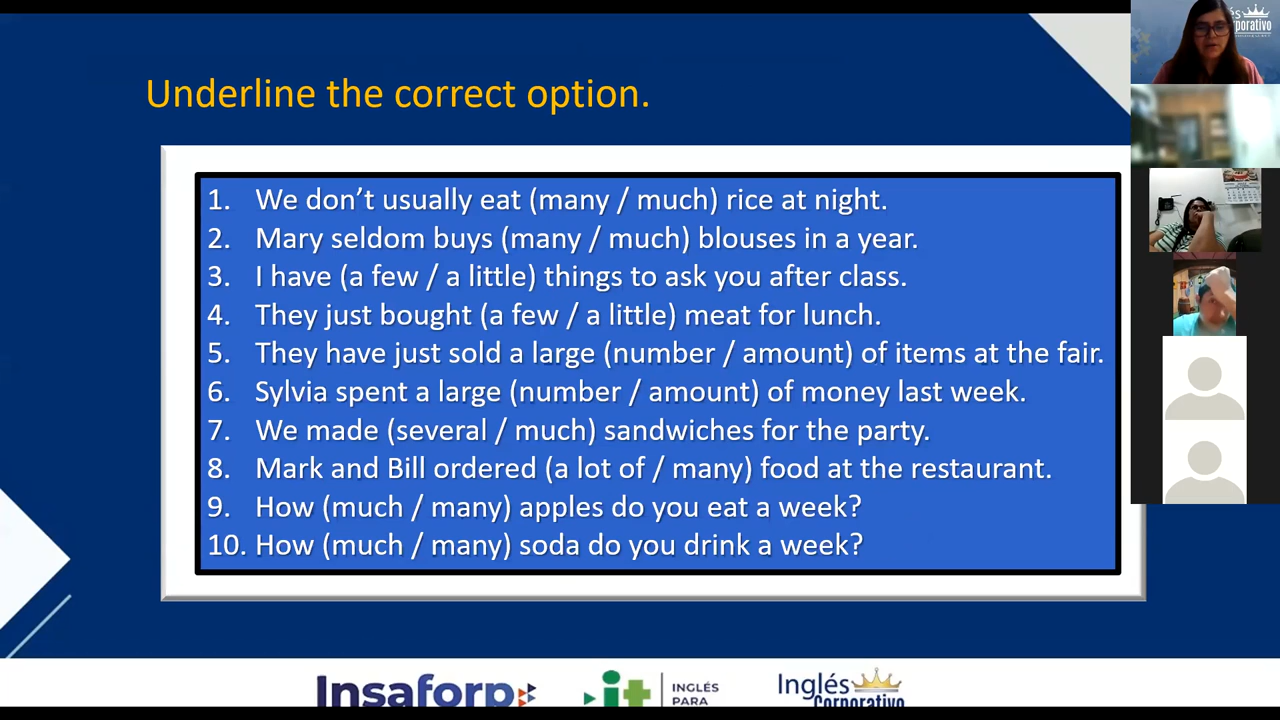 Underline the correct option.
1. We don’t usually eat (many / much) rice at night.
2. Mary seldom buys (many / much) blouses in a year.
3. I have (a few / a little) things to ask you after class.
4. They just bought (a few / a little) meat for lunch.
5. They have just sold a large (number / amount) of items at the fair.
6. Sylvia spent a large (number / amount) of money last week.
7. We made (several / much) sandwiches for the party.
8. Mark and Bill ordered (a lot of / many) food at the restaurant.
9. How (much / many) apples do you eat a week?
10. How (much / many) soda do you drink a week?
Insaforp
it
INGLÉS
PARA
Inglés
Corporativo